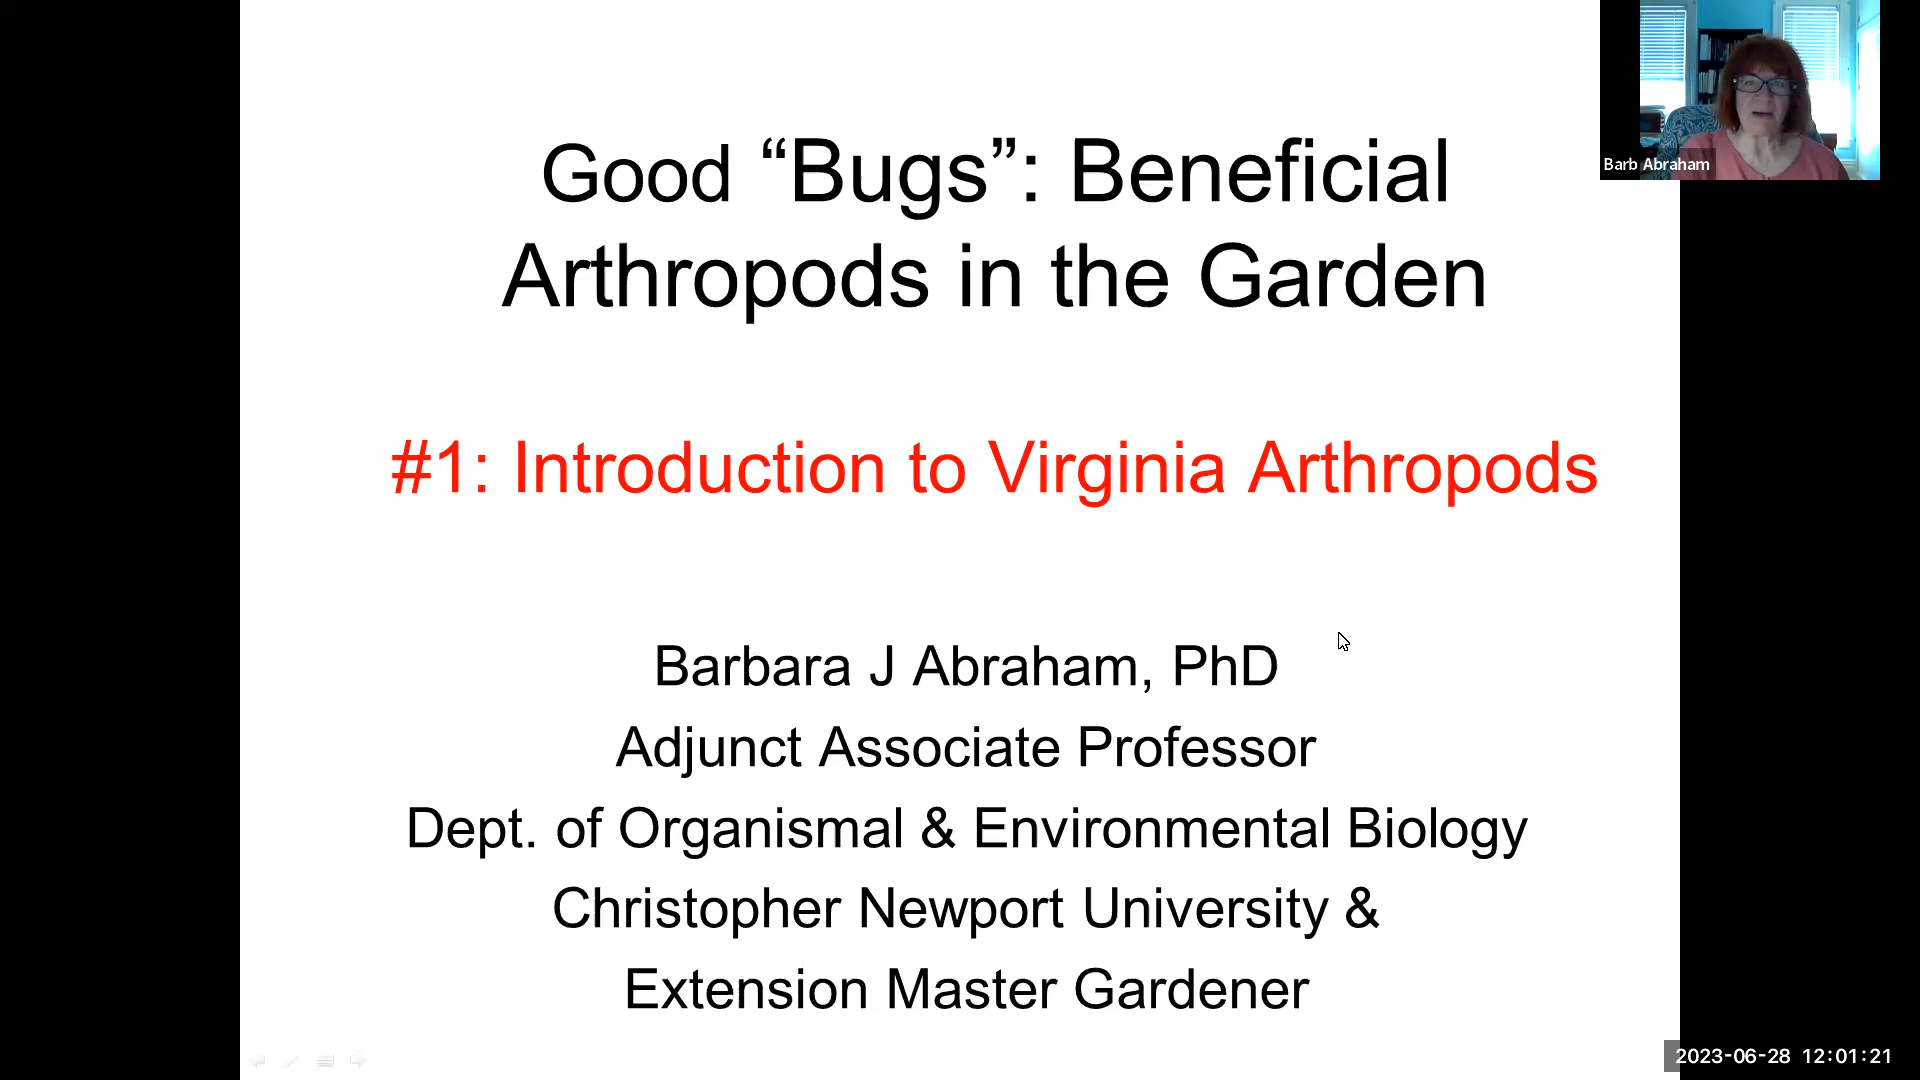 Good “Bugs”: Beneficial
Arthropods in the Garden
#1: Introduction to Virginia Arthropods
Barbara J Abraham, PhD
Adjunct Associate Professor
Dept. of Organismal & Environmental Biology
Christopher Newport University &
Extension Master Gardener
Barb Abraham
2023-06-28 12:01:21